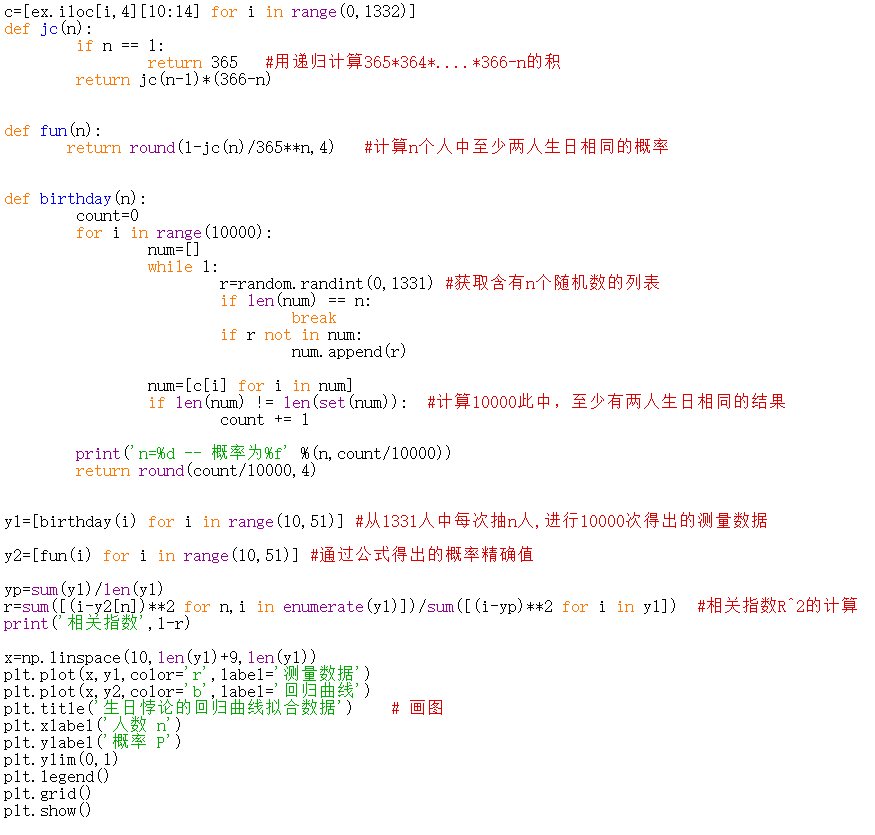 c=[ex.iloc[i,4][10:14] for i in range(0,1332)]
def jc(n):
        if n == 1:
                return 365   #用递归计算365*364*....*366-n的积
        return jc(n-1)*(366-n)
def fun(n):
       return round(1-jc(n)/365**n,4)   #计算n个人中至少两人生日相同的概率
def birthday(n):
        count=0
        for i in range(10000):
                num=[]
                while 1:
                        r=random.randint(0,1331) #获取含有n个随机数的列表
                        if len(num) == n:
                                break
                        if r not in num:
                                num.append(r)
                num=[c[i] for i in num]
                if len(num) != len(set(num)):  #计算10000此中，至少有两人生日相同的结果
                        count += 1
        print('n=%d -- 概率为%f' %(n,count/10000))
        return round(count/10000,4)
y1=[birthday(i) for i in range(10,51)] #从1331人中每次抽n人,进行10000次得出的测量数据
y2=[fun(i) for i in range(10,51)] #通过公式得出的概率精确值
yp=sum(y1)/len(y1)
r=sum([(i-y2[n])**2 for n,i in enumerate(y1)])/sum([(i-yp)**2 for i in y1])  #相关指数R^2的计算
print('相关指数',1-r)
x=np.linspace(10,len(y1)+9,len(y1))
plt.plot(x,y1,color='r',label='测量数据')
plt.plot(x,y2,color='b',label='回归曲线')
plt.title('生日悖论的回归曲线拟合数据')    # 画图
plt.xlabel('人数 n')
plt.ylabel('概率 P')
plt.ylim(0,1)
plt.legend()
plt.grid()
plt.show()